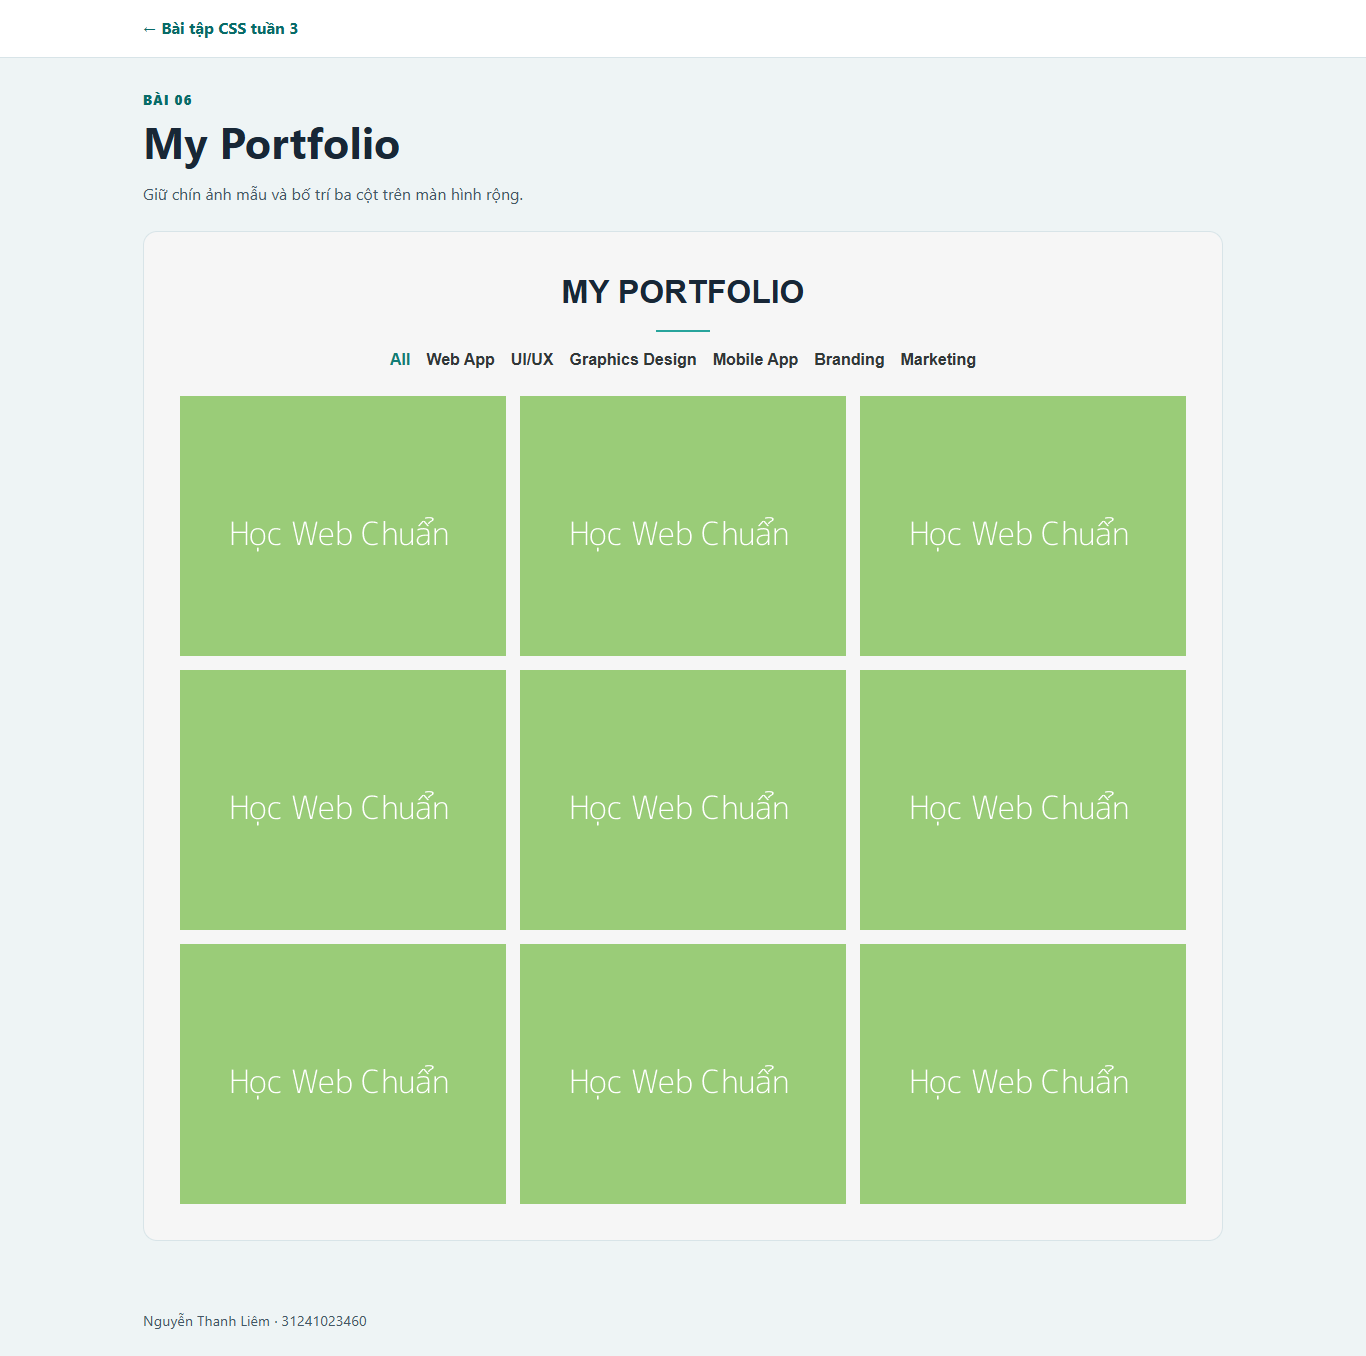 ← Bài tập CSS tuần 3
BÀI 06
My Portfolio
Giữ chín ảnh mẫu và bố trí ba cột trên màn hình rộng.
MY PORTFOLIO
All Web App UI/UX Graphics Design Mobile App Branding Marketing
Học Web Chuẩn Học Web Chuẩn Học Web Chuẩn
Học Web Chuẩn Học Web Chuẩn Học Web Chuẩn
Học Web Chuẩn Học Web Chuẩn Học Web Chuẩn
Nguyễn Thanh Liêm · 31241023460